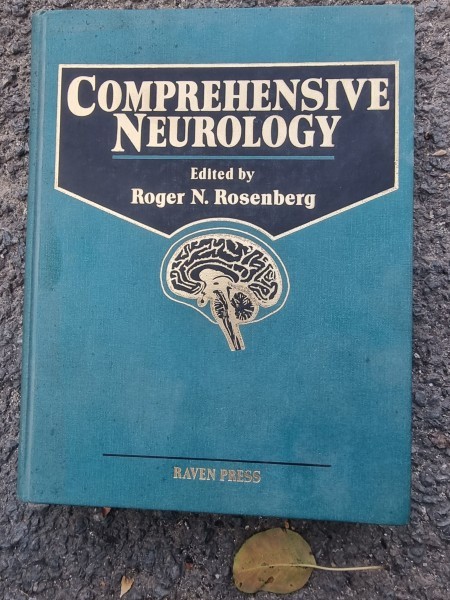 COMPREHENSIVE
NEUROLOGY
Edited by
Roger N. Rosenberg
RAVEN PRESS